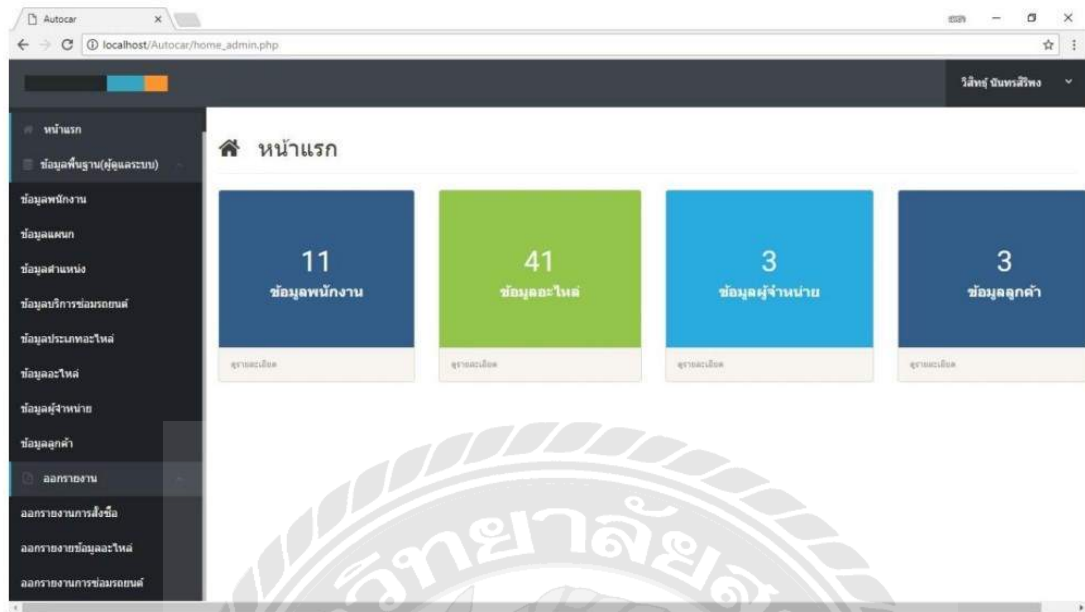 Autocar
localhost/Autocar/home_admin.php
วิสิทธุ์ นันทรสิริพงง
หน้าแรก
ข้อมูลพื้นฐาน(ผู้ดูแลระบบ)
ข้อมูลพนักงาน
ข้อมูลแผนก
ข้อมูลตำแหน่ง
ข้อมูลบริการซ่อมรถยนต์
ข้อมูลประเภทอะไหล่
ข้อมูลอะไหล่
ข้อมูลผู้จำหน่าย
ข้อมูลลูกค้า
ออกรายงาน
ออกรายงานการสั่งซื้อ
ออกรายงายข้อมูลอะไหล่
ออกรายงานการซ่อมรถยนต์
หน้าแรก
11
ข้อมูลพนักงาน
ดูรายละเอียด
41
ข้อมูลอะไหล่
ดูรายละเอียด
3
ข้อมูลผู้จำหน่าย
ดูรายละเอียด
3
ข้อมูลลูกค้า
ดูรายละเอียด